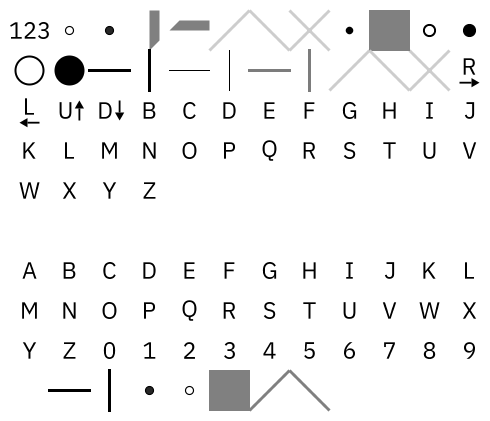 123
R
L U↑ D↓ B C D E F G H I J
K L M N O P Q R S T U V
W X Y Z
A B C D E F G H I J K L
M N O P Q R S T U V W X
Y Z 0 1 2 3 4 5 6 7 8 9